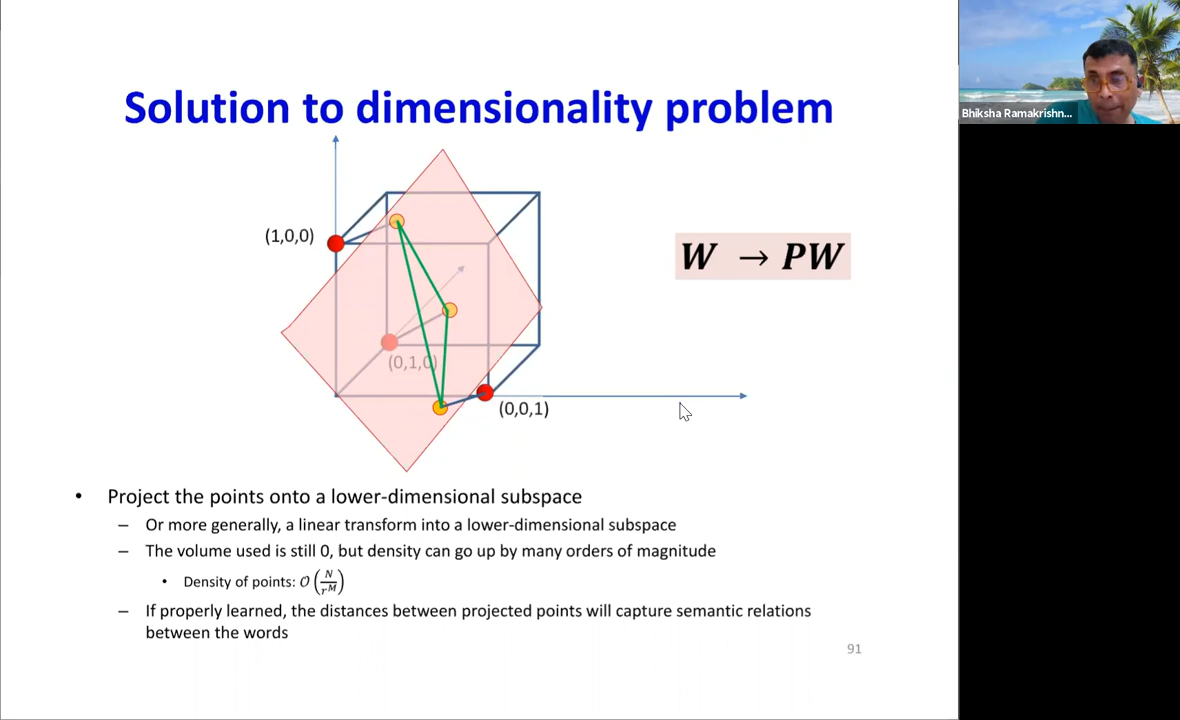 Solution to dimensionality problem
(1,0,0)
W → PW
(0,1,0)
(0,0,1)
• Project the points onto a lower-dimensional subspace
– Or more generally, a linear transform into a lower-dimensional subspace
– The volume used is still 0, but density can go up by many orders of magnitude
• Density of points: 𝒪(N/r^M)
– If properly learned, the distances between projected points will capture semantic relations
between the words
91
Bhiksha Ramakrishn...